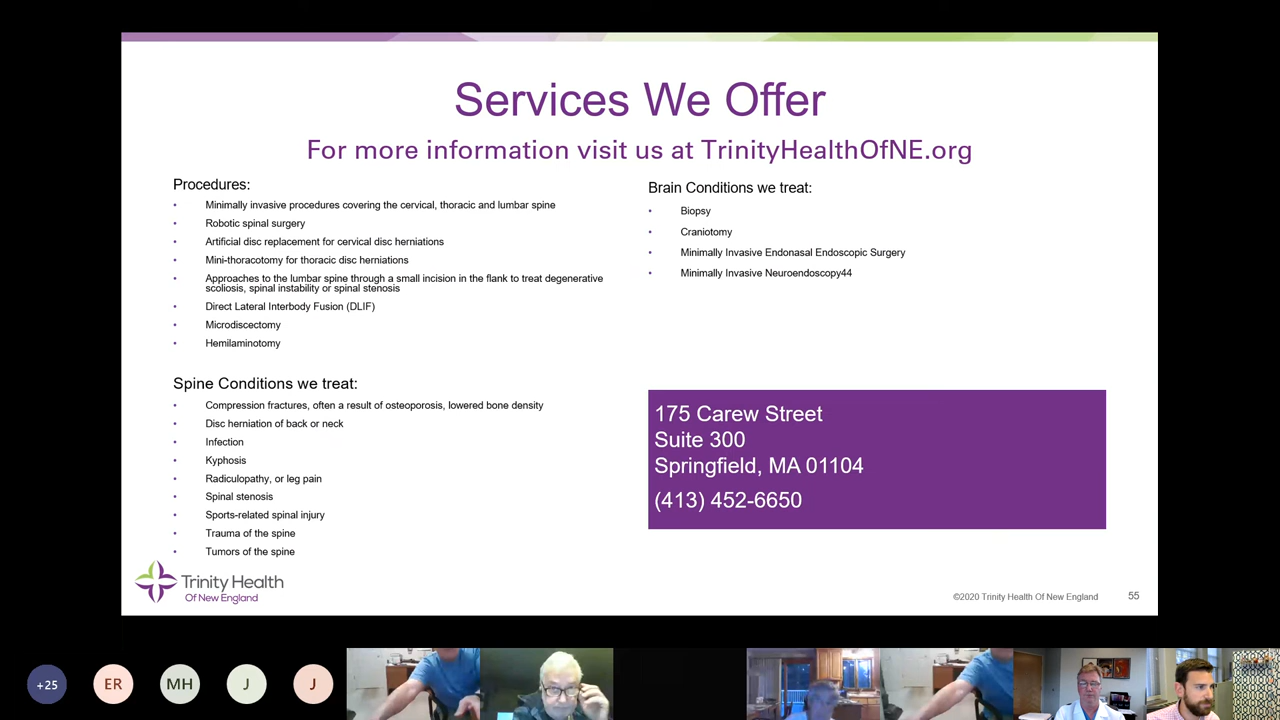 Services We Offer
For more information visit us at TrinityHealthOfNE.org
Procedures:
• Minimally invasive procedures covering the cervical, thoracic and lumbar spine
• Robotic spinal surgery
• Artificial disc replacement for cervical disc herniations
• Mini-thoracotomy for thoracic disc herniations
• Approaches to the lumbar spine through a small incision in the flank to treat degenerative
scoliosis, spinal instability or spinal stenosis
• Direct Lateral Interbody Fusion (DLIF)
• Microdiscectomy
• Hemilaminotomy
Spine Conditions we treat:
• Compression fractures, often a result of osteoporosis, lowered bone density
• Disc herniation of back or neck
• Infection
• Kyphosis
• Radiculopathy, or leg pain
• Spinal stenosis
• Sports-related spinal injury
• Trauma of the spine
• Tumors of the spine
Brain Conditions we treat:
• Biopsy
• Craniotomy
• Minimally Invasive Endonasal Endoscopic Surgery
• Minimally Invasive Neuroendoscopy44
175 Carew Street
Suite 300
Springfield, MA 01104
(413) 452-6650
Trinity Health
Of New England
©2020 Trinity Health Of New England
55
+25
ER
MH
J
J